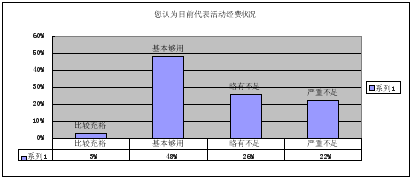 您认为目前代表活动经费状况
60%
50%
40%
30%
20%
10%
0%
比较充裕
基本够用
略有不足
严重不足
系列1
比较充裕 基本够用 略有不足 严重不足
系列1 3% 48% 26% 22%